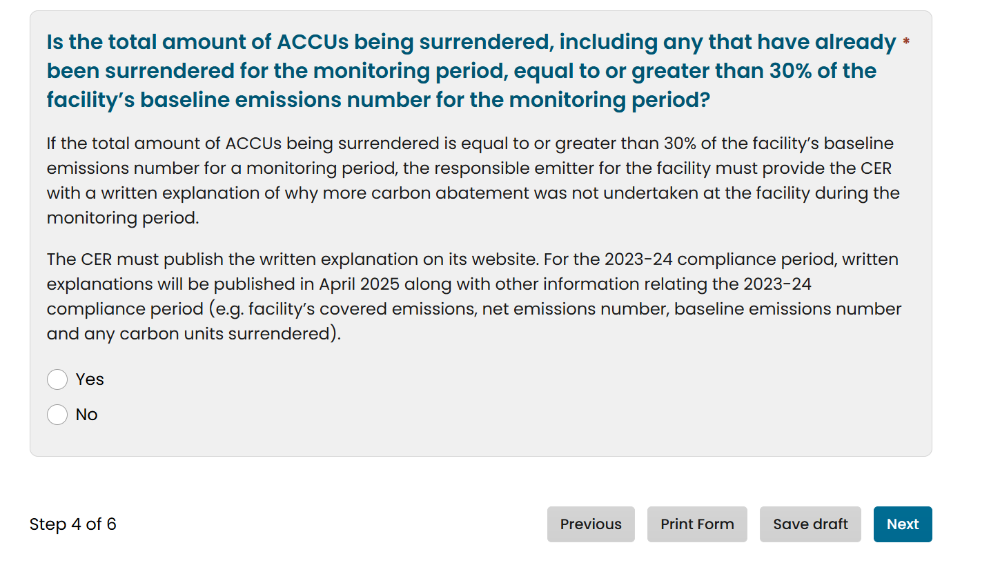 Is the total amount of ACCUs being surrendered, including any that have already *
been surrendered for the monitoring period, equal to or greater than 30% of the
facility’s baseline emissions number for the monitoring period?
If the total amount of ACCUs being surrendered is equal to or greater than 30% of the facility’s baseline
emissions number for a monitoring period, the responsible emitter for the facility must provide the CER
with a written explanation of why more carbon abatement was not undertaken at the facility during the
monitoring period.
The CER must publish the written explanation on its website. For the 2023-24 compliance period, written
explanations will be published in April 2025 along with other information relating the 2023-24
compliance period (e.g. facility’s covered emissions, net emissions number, baseline emissions number
and any carbon units surrendered).
Yes
No
Step 4 of 6
Previous
Print Form
Save draft
Next